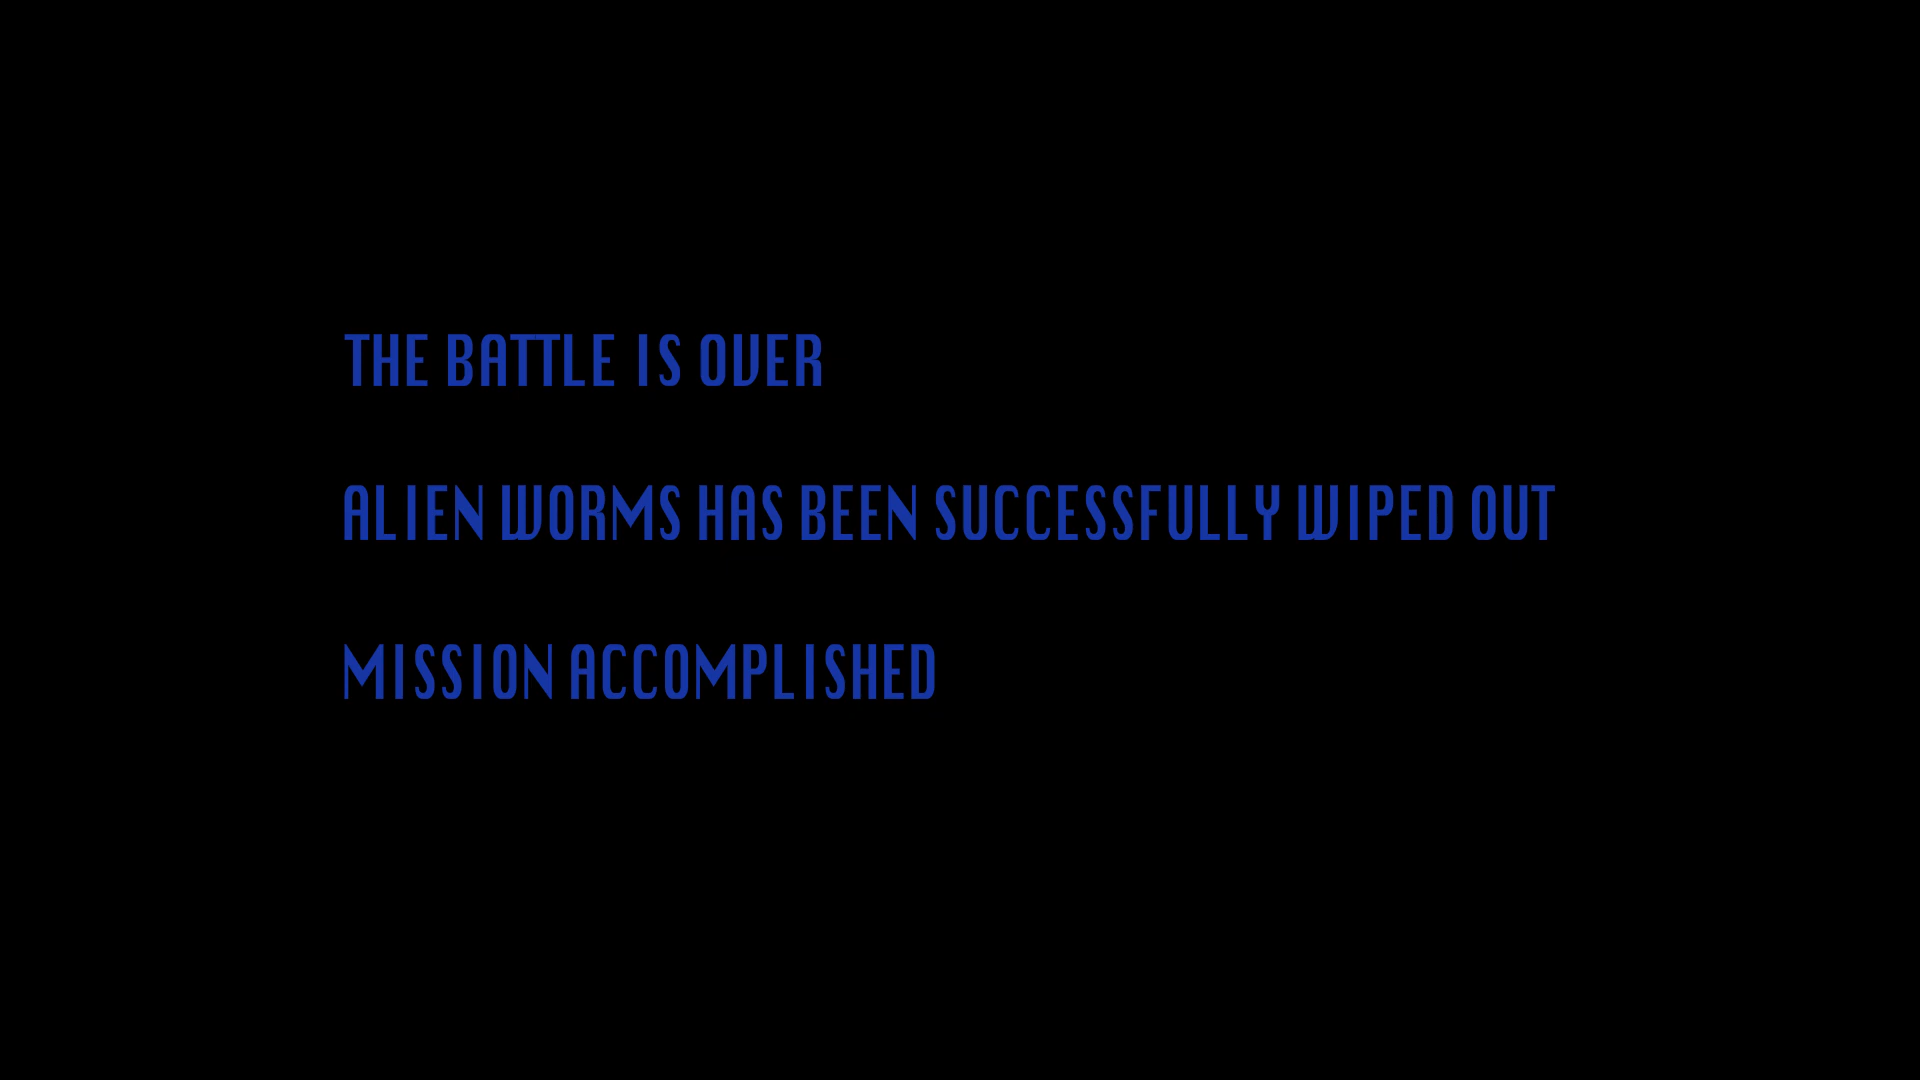 THE BATTLE IS OVER
ALIEN WORMS HAS BEEN SUCCESSFULLY WIPED OUT
MISSION ACCOMPLISHED